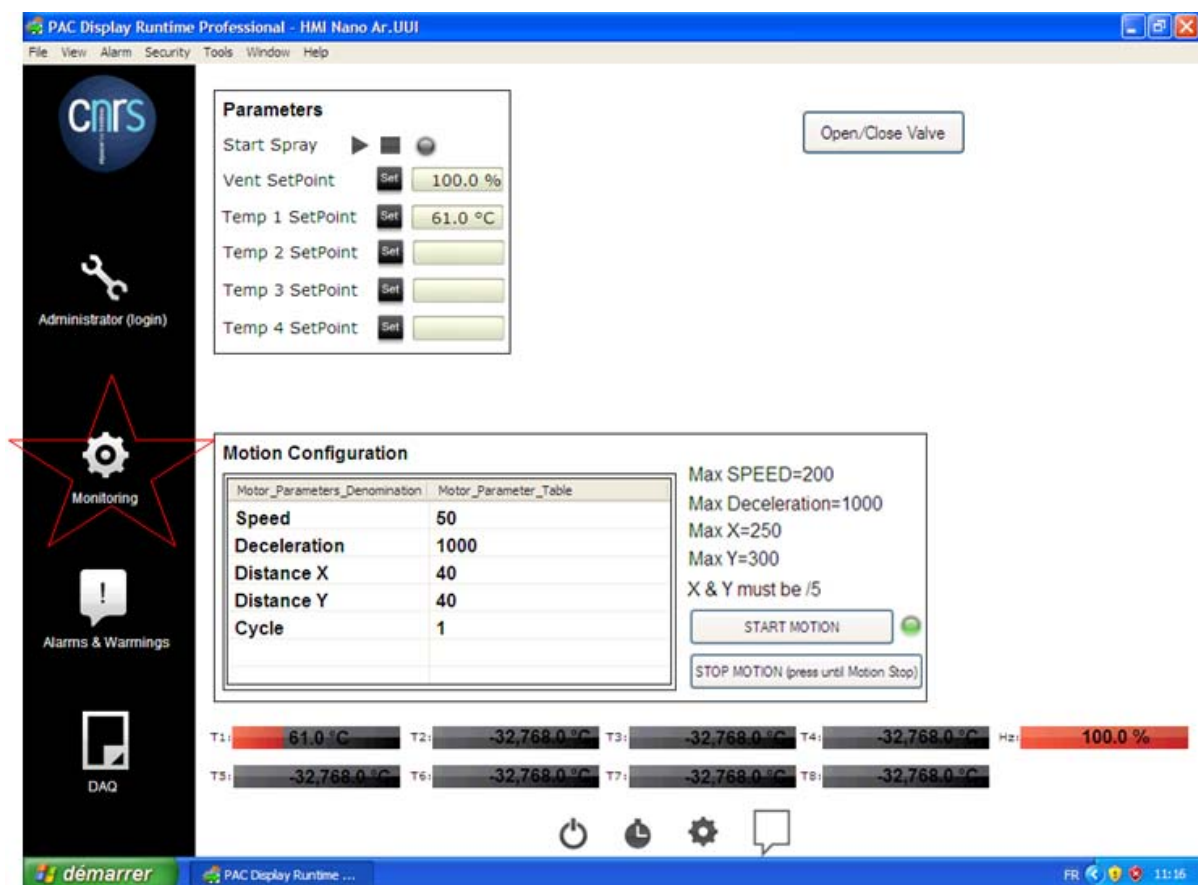 PAC Display Runtime Professional - HMI Nano Ar.UUI
File View Alarm Security Tools Window Help
cnrs
Administrator (login)
Monitoring
!
Alarms & Warnings
DAQ
Parameters
Start Spray
Vent SetPoint Set 100.0 %
Temp 1 SetPoint Set 61.0 °C
Temp 2 SetPoint Set
Temp 3 SetPoint Set
Temp 4 SetPoint Set
Open/Close Valve
Motion Configuration
Motor_Parameters_Denomination Motor_Parameter_Table
Speed 50
Deceleration 1000
Distance X 40
Distance Y 40
Cycle 1
Max SPEED=200
Max Deceleration=1000
Max X=250
Max Y=300
X & Y must be /5
START MOTION
STOP MOTION (press until Motion Stop)
T1: 61.0 °C T2: -32,768.0 °C T3: -32,768.0 °C T4: -32,768.0 °C Hz: 100.0 %
T5: -32,768.0 °C T6: -32,768.0 °C T7: -32,768.0 °C T8: -32,768.0 °C
démarrer PAC Display Runtime ... FR 11:16